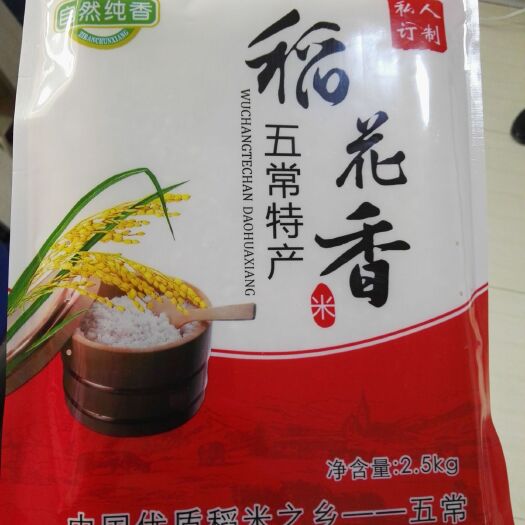 自然纯香
ZIRANCHUNXIANG
私人
订制
稻花香
米
五常特产
WUCHANGTECHAN DAOHUAXIANG
净含量:2.5kg
中国优质稻米之乡——五常